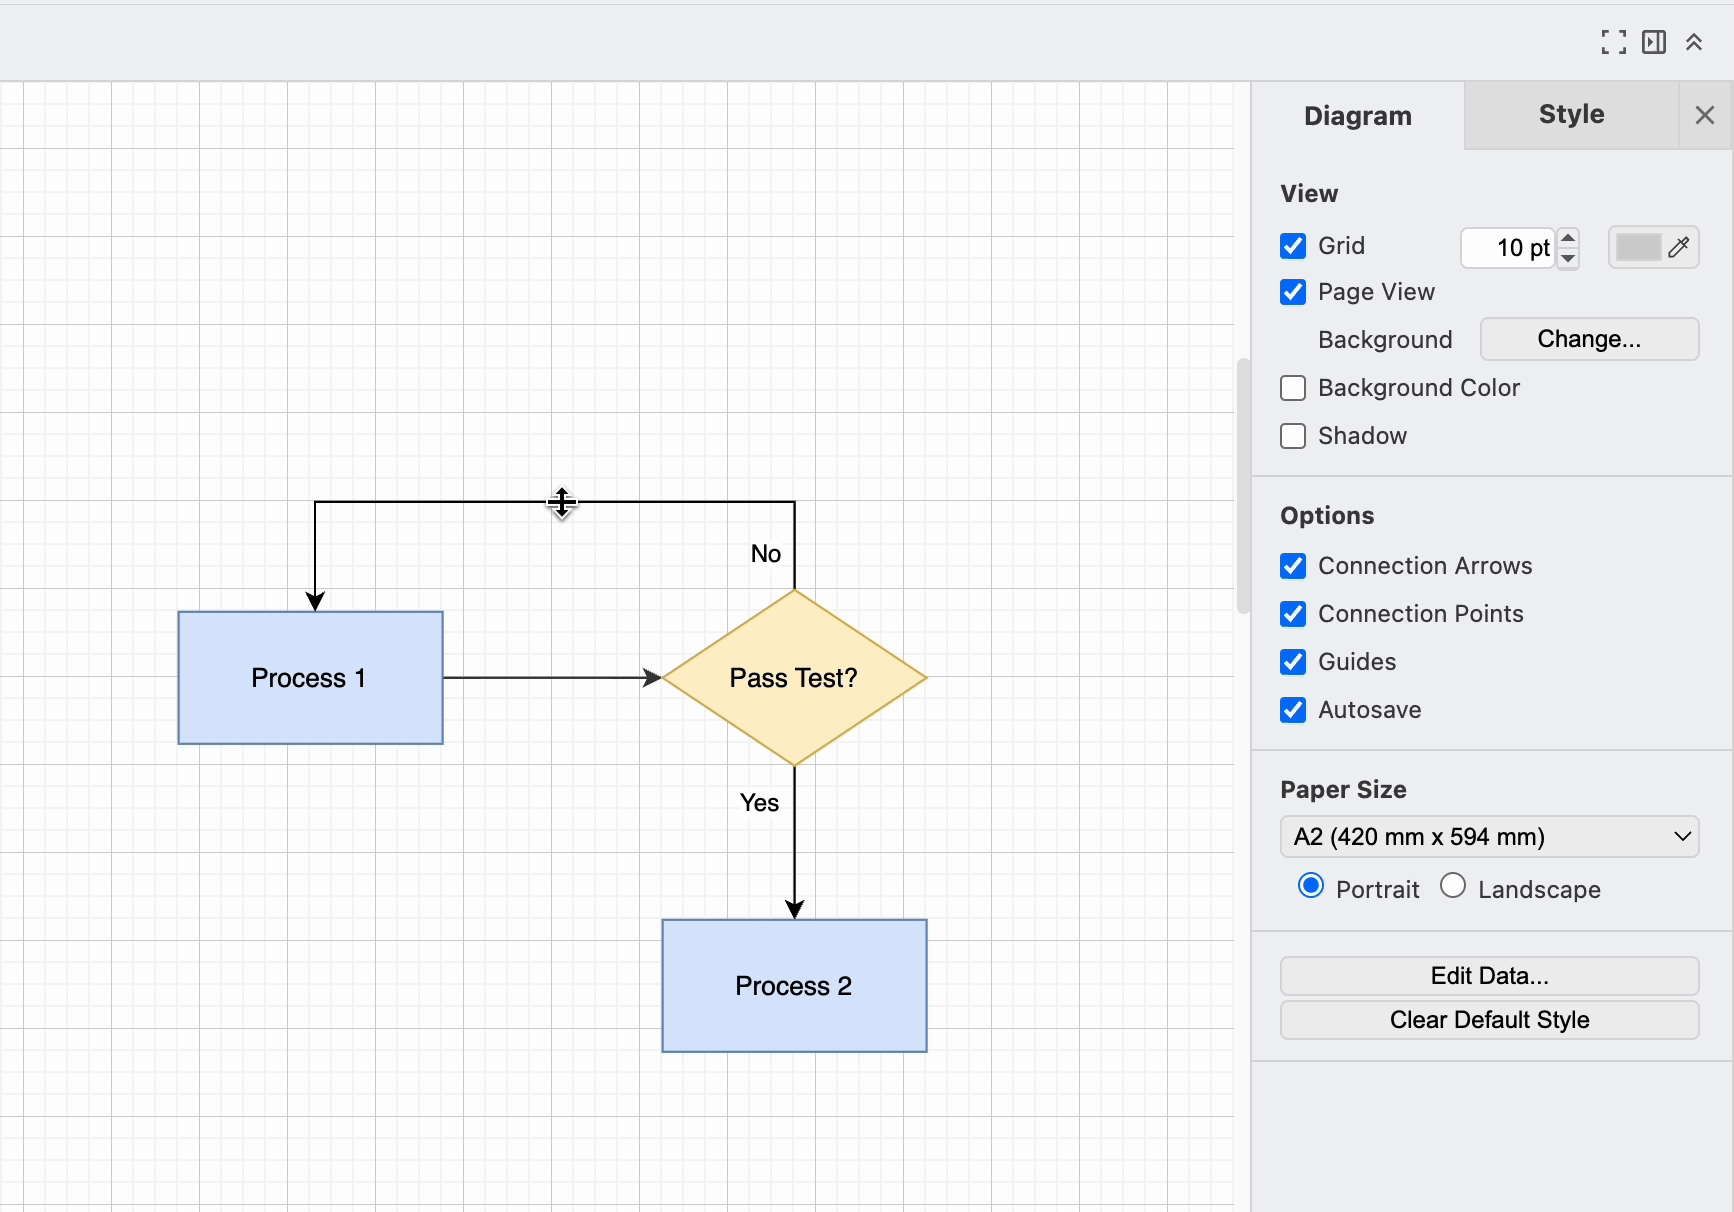 Diagram
Style
View
Grid
10 pt
Page View
Background
Change...
Background Color
Shadow
Options
Connection Arrows
Connection Points
Guides
Autosave
Paper Size
A2 (420 mm x 594 mm)
Portrait
Landscape
Edit Data...
Clear Default Style
No
Process 1
Pass Test?
Yes
Process 2